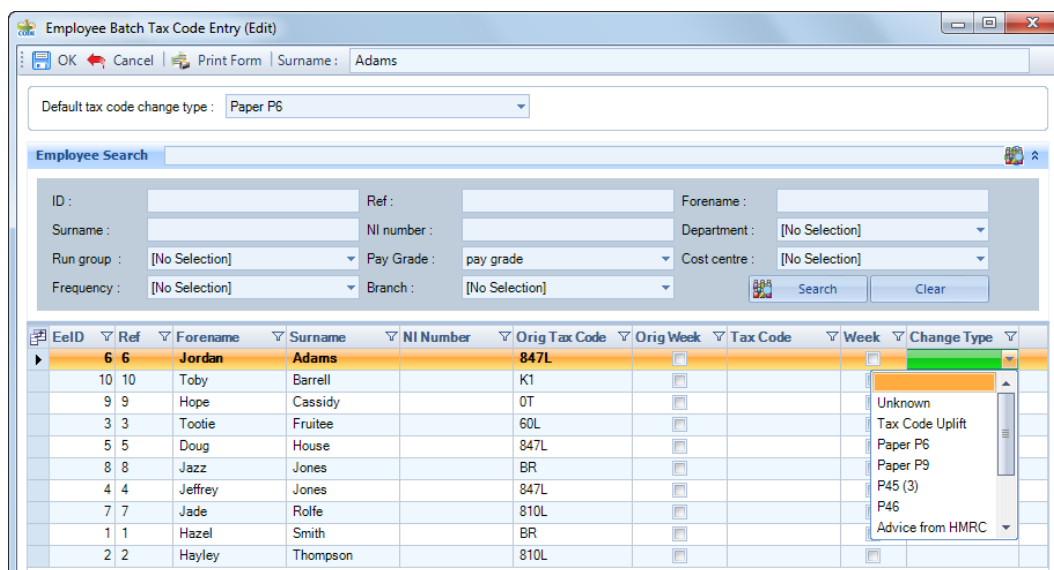 CODE Employee Batch Tax Code Entry (Edit)
OK Cancel Print Form Surname : Adams
Default tax code change type : Paper P6
Employee Search
ID : Ref : Forename :
Surname : NI number : Department : [No Selection]
Run group : [No Selection] Pay Grade : pay grade Cost centre : [No Selection]
Frequency : [No Selection] Branch : [No Selection] Search Clear
EeID Ref Forename Surname NI Number Orig Tax Code Orig Week Tax Code Week Change Type
6 6 Jordan Adams 847L
10 10 Toby Barrell K1
9 9 Hope Cassidy 0T Unknown
3 3 Tootie Fruitee 60L Tax Code Uplift
5 5 Doug House 847L Paper P6
8 8 Jazz Jones BR Paper P9
4 4 Jeffrey Jones 847L P45 (3)
7 7 Jade Rolfe 810L P46
1 1 Hazel Smith BR Advice from HMRC
2 2 Hayley Thompson 810L